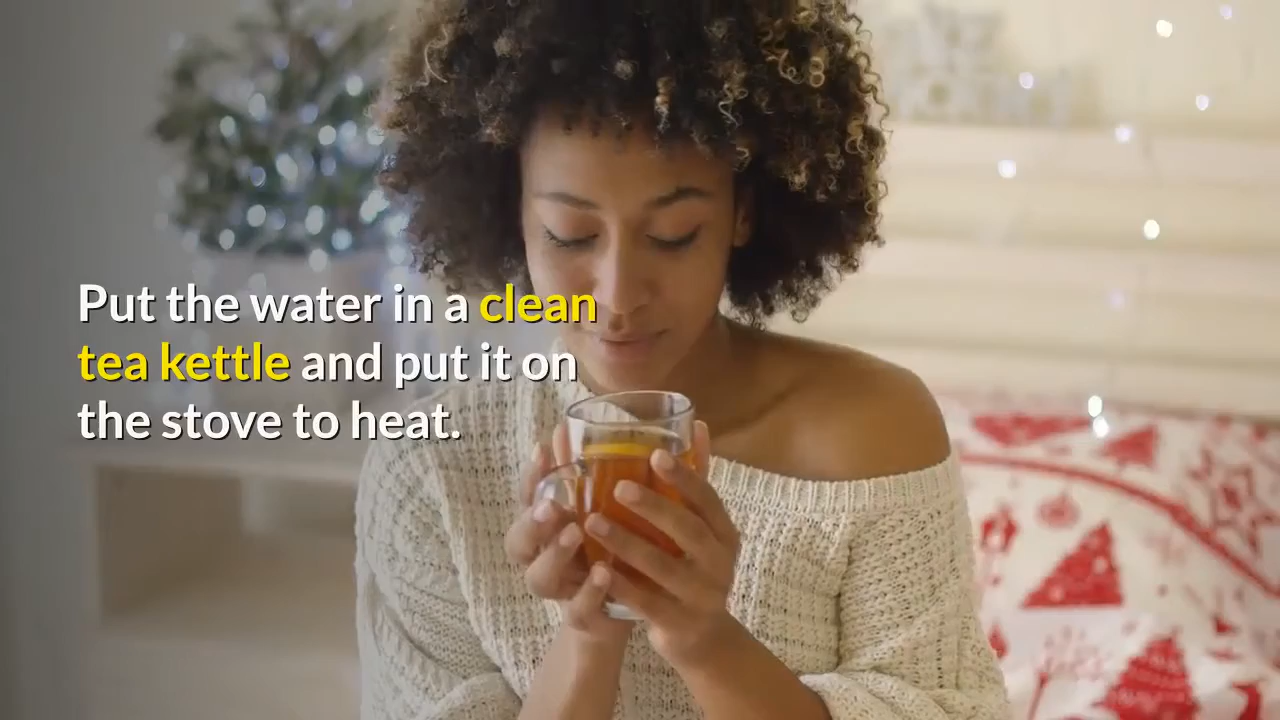 Put the water in a clean
tea kettle and put it on
the stove to heat.